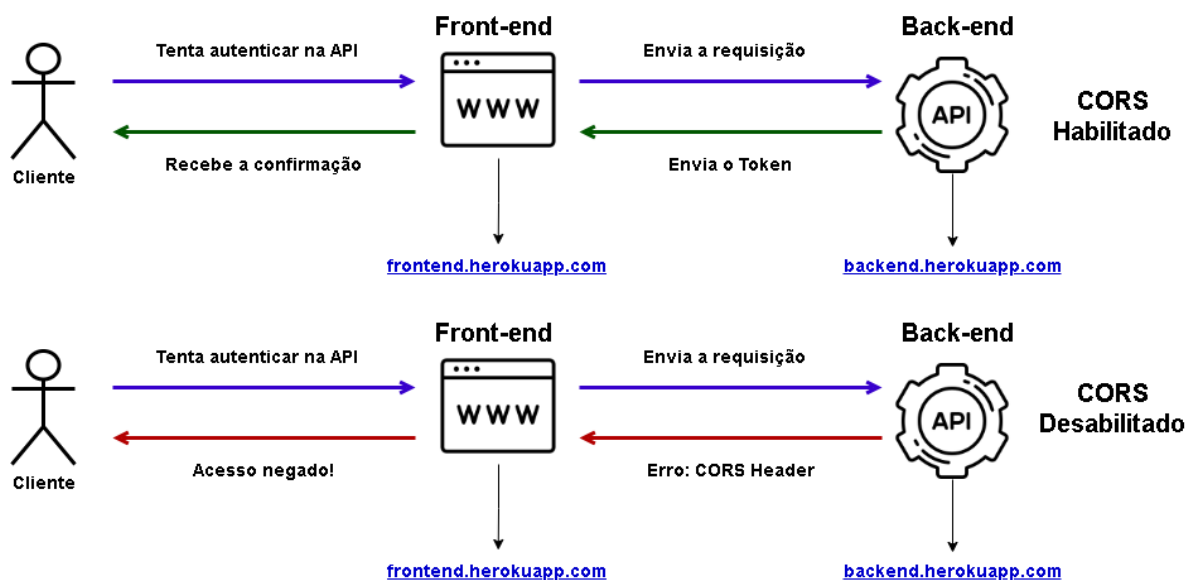 Front-end
Back-end
Tenta autenticar na API
Envia a requisição
WWW
API
CORS
Habilitado
Recebe a confirmação
Envia o Token
Cliente
frontend.herokuapp.com
backend.herokuapp.com
Front-end
Back-end
Tenta autenticar na API
Envia a requisição
WWW
API
CORS
Desabilitado
Acesso negado!
Erro: CORS Header
Cliente
frontend.herokuapp.com
backend.herokuapp.com